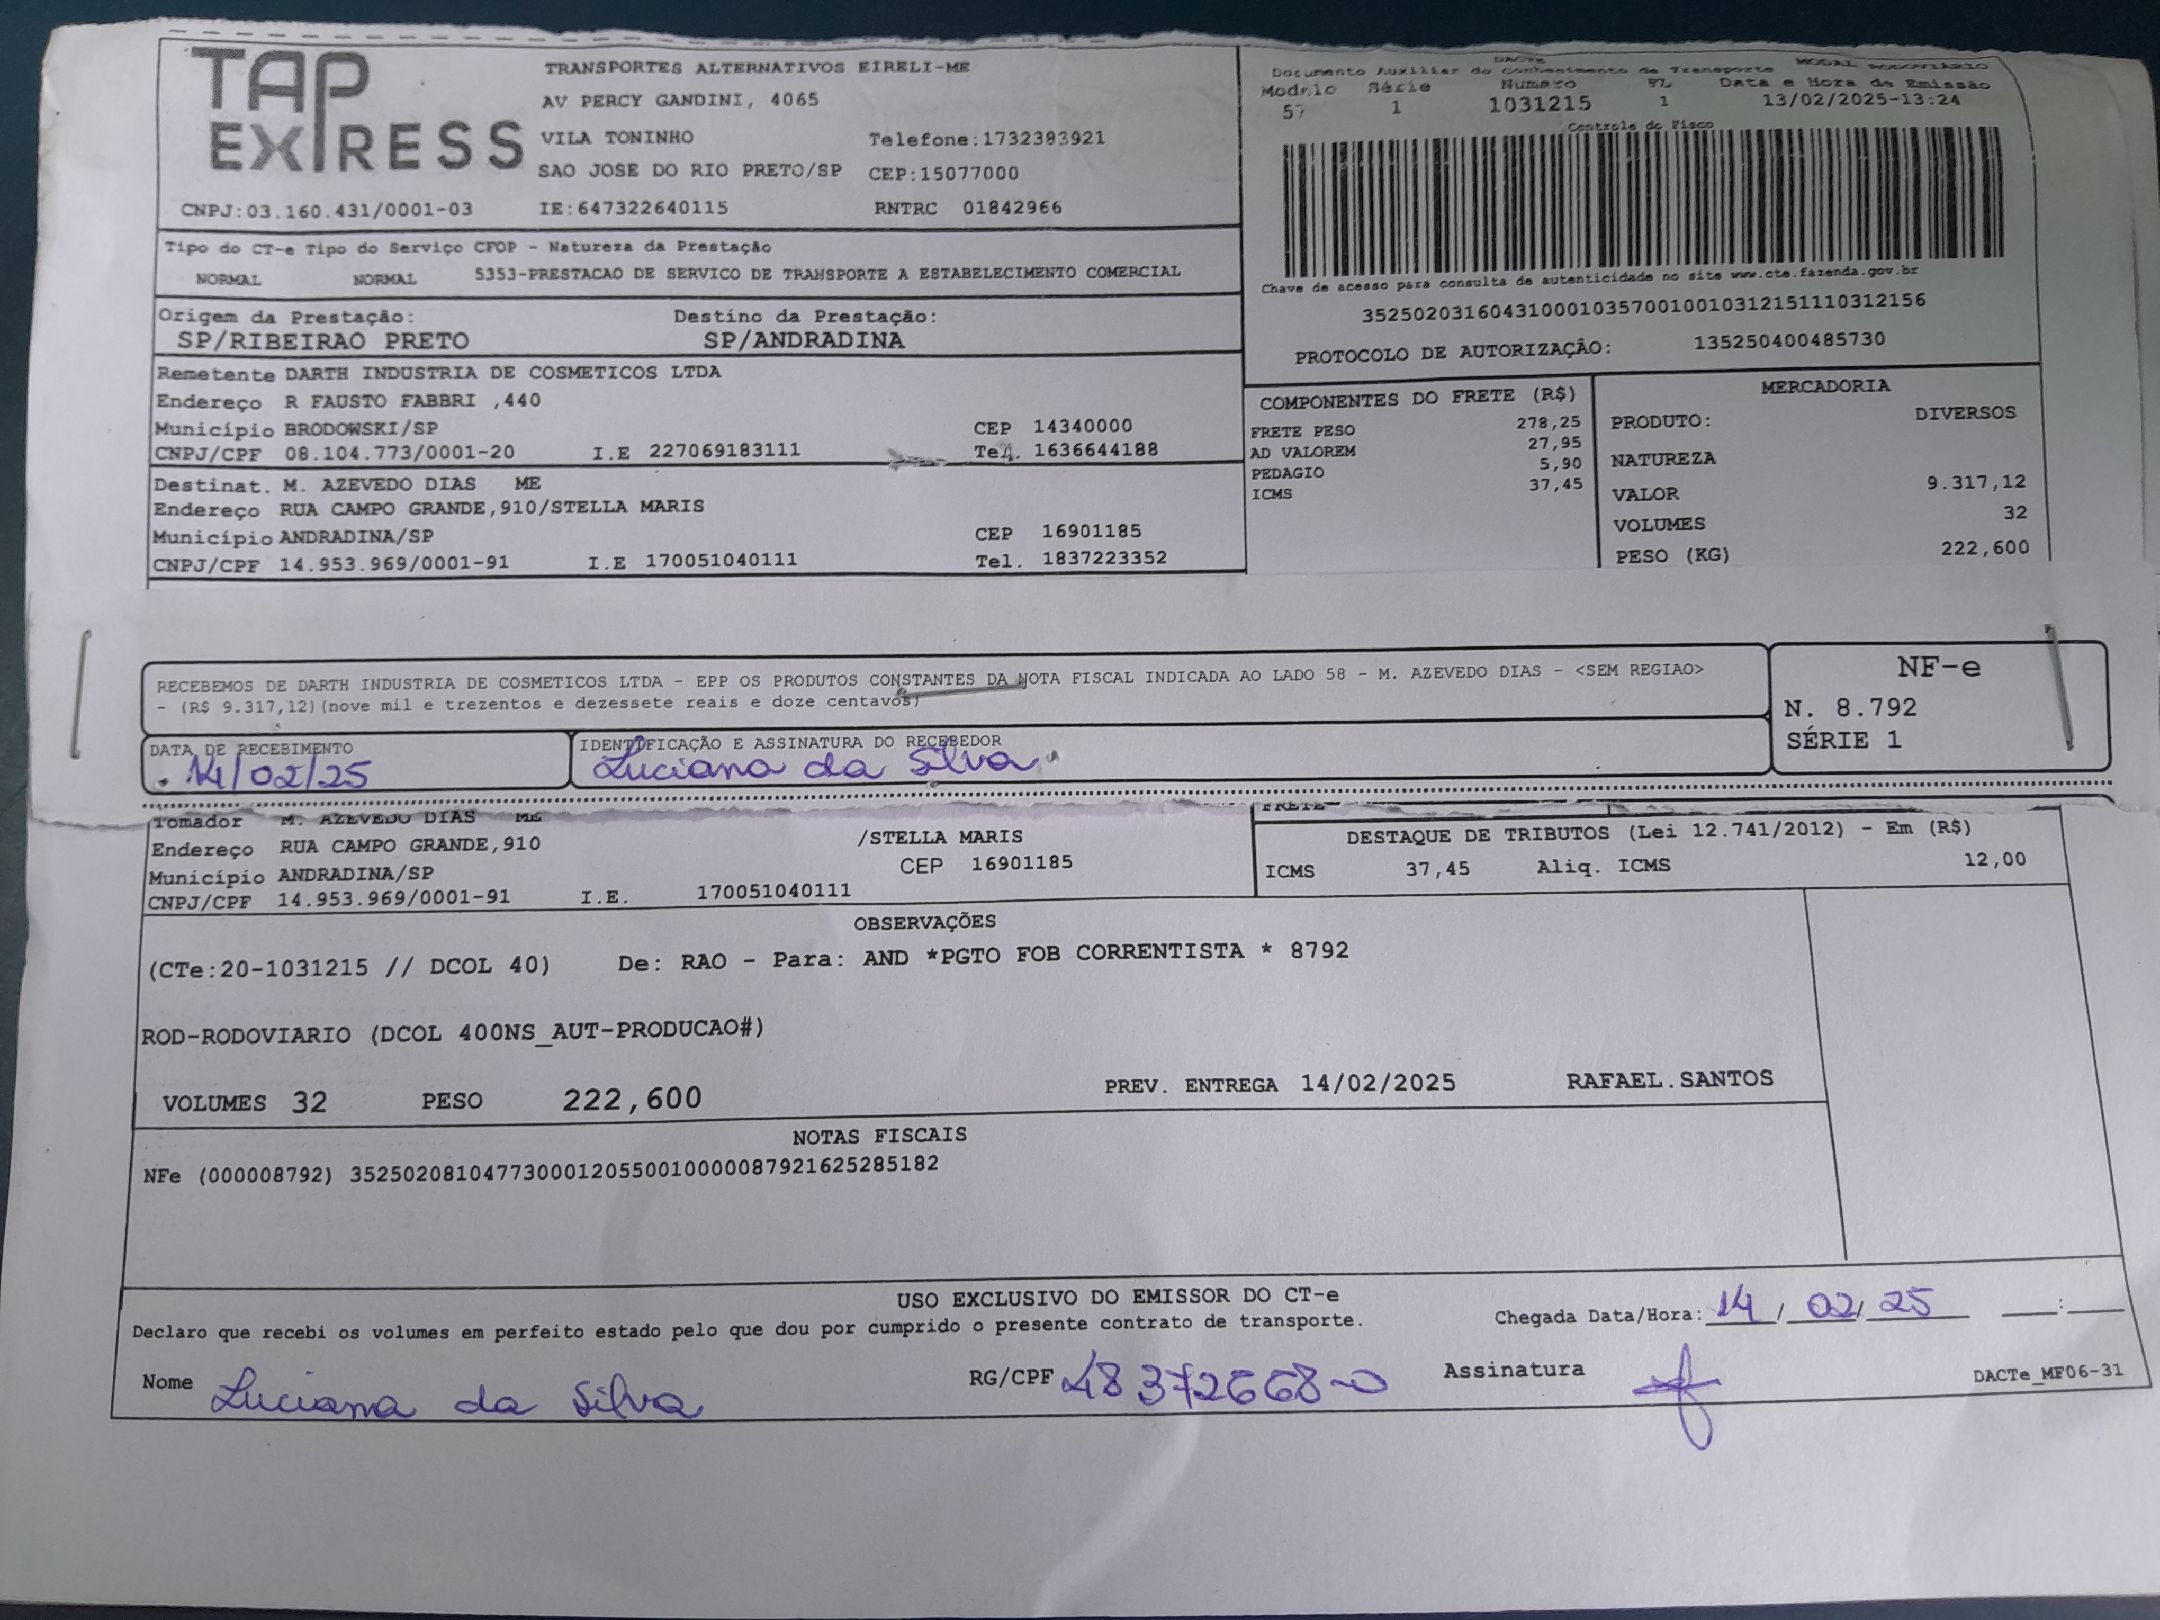 TAP EXPRESS
TRANSPORTES ALTERNATIVOS EIRELI-ME
AV PERCY GANDINI, 4065
VILA TONINHO Telefone:1732383921
SAO JOSE DO RIO PRETO/SP CEP:15077000
CNPJ:03.160.431/0001-03 IE:647322640115 RNTRC 01842966
DACTE MODAL RODOVIÁRIO
Documento Auxiliar do Conhecimento de Transporte
Modelo Série Numero FL Data e Hora de Emissão
57 1 1031215 1 13/02/2025-13:24
Controle do Fisco
Chave de acesso para consulta de autenticidade no site www.cte.fazenda.gov.br
35250203160431000103570010010312151110312156
PROTOCOLO DE AUTORIZAÇÂO: 135250400485730
Tipo do CT-e Tipo do Serviço CFOP - Natureza da Prestação
NORMAL NORMAL 5353-PRESTACAO DE SERVICO DE TRANSPORTE A ESTABELECIMENTO COMERCIAL
Origem da Prestação: Destino da Prestação:
SP/RIBEIRAO PRETO SP/ANDRADINA
Remetente DARTH INDUSTRIA DE COSMETICOS LTDA
Endereço R FAUSTO FABBRI ,440
Município BRODOWSKI/SP CEP 14340000
CNPJ/CPF 08.104.773/0001-20 I.E 227069183111 Tel. 1636644188
Destinat. M. AZEVEDO DIAS ME
Endereço RUA CAMPO GRANDE,910/STELLA MARIS
Município ANDRADINA/SP CEP 16901185
CNPJ/CPF 14.953.969/0001-91 I.E 170051040111 Tel. 1837223352
COMPONENTES DO FRETE (R$)
FRETE PESO 278,25
AD VALOREM 27,95
PEDAGIO 5,90
ICMS 37,45
MERCADORIA
PRODUTO: DIVERSOS
NATUREZA
VALOR 9.317,12
VOLUMES 32
PESO (KG) 222,600
RECEBEMOS DE DARTH INDUSTRIA DE COSMETICOS LTDA - EPP OS PRODUTOS CONSTANTES DA NOTA FISCAL INDICADA AO LADO 58 - M. AZEVEDO DIAS - <SEM REGIAO>
- (R$ 9.317,12)(nove mil e trezentos e dezessete reais e doze centavos)
NF-e
N. 8.792
SÉRIE 1
DATA DE RECEBIMENTO IDENTIFICAÇÃO E ASSINATURA DO RECEBEDOR
14/02/25 Luciana da Silva
Tomador M. AZEVEDO DIAS ME
Endereço RUA CAMPO GRANDE,910 /STELLA MARIS
Município ANDRADINA/SP CEP 16901185
CNPJ/CPF 14.953.969/0001-91 I.E. 170051040111
FRETE
DESTAQUE DE TRIBUTOS (Lei 12.741/2012) - Em (R$)
ICMS 37,45 Aliq. ICMS 12,00
OBSERVAÇÕES
(CTe:20-1031215 // DCOL 40) De: RAO - Para: AND *PGTO FOB CORRENTISTA * 8792
ROD-RODOVIARIO (DCOL 400NS_AUT-PRODUCAO#)
VOLUMES 32 PESO 222,600 PREV. ENTREGA 14/02/2025 RAFAEL.SANTOS
NOTAS FISCAIS
NFe (000008792) 35250208104773000120550010000087921625285182
USO EXCLUSIVO DO EMISSOR DO CT-e
Declaro que recebi os volumes em perfeito estado pelo que dou por cumprido o presente contrato de transporte.
Chegada Data/Hora: 14/02/25 __:__
Nome Luciana da Silva RG/CPF 48372668-0 Assinatura
DACTe_MF06-31